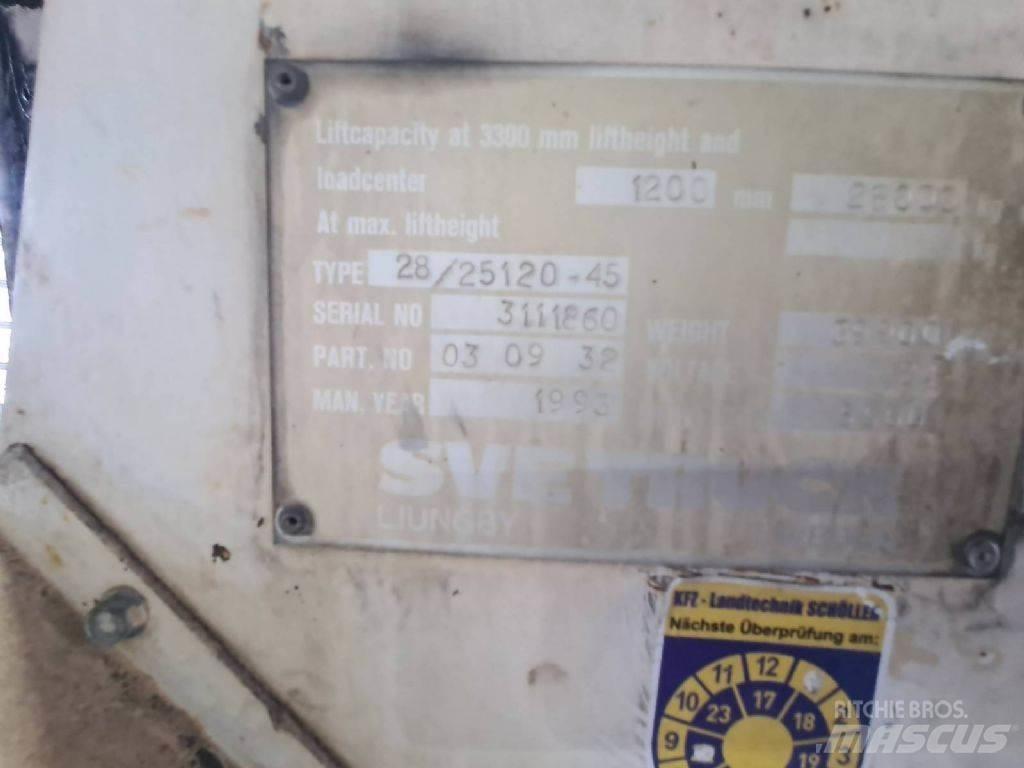 Liftcapacity at 3300 mm liftheight and
loadcenter 1200 mm 28000 kg
At max. liftheight
TYPE 28/25120-45
SERIAL NO 3111860
PART. NO 03 09 32 WEIGHT
MAN. YEAR 1993
SVETRUCK
LJUNGBY
KFZ - Landtechnik SCHÖLLER
Nächste Überprüfung am:
9 10 11 12 3
23 17 18 19
RITCHIE BROS.
MASCUS